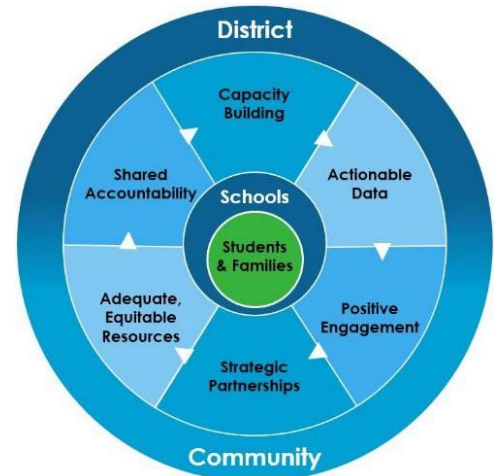 District
Capacity
Building
Actionable
Data
Positive
Engagement
Strategic
Partnerships
Adequate,
Equitable
Resources
Shared
Accountability
Schools
Students
& Families
Community